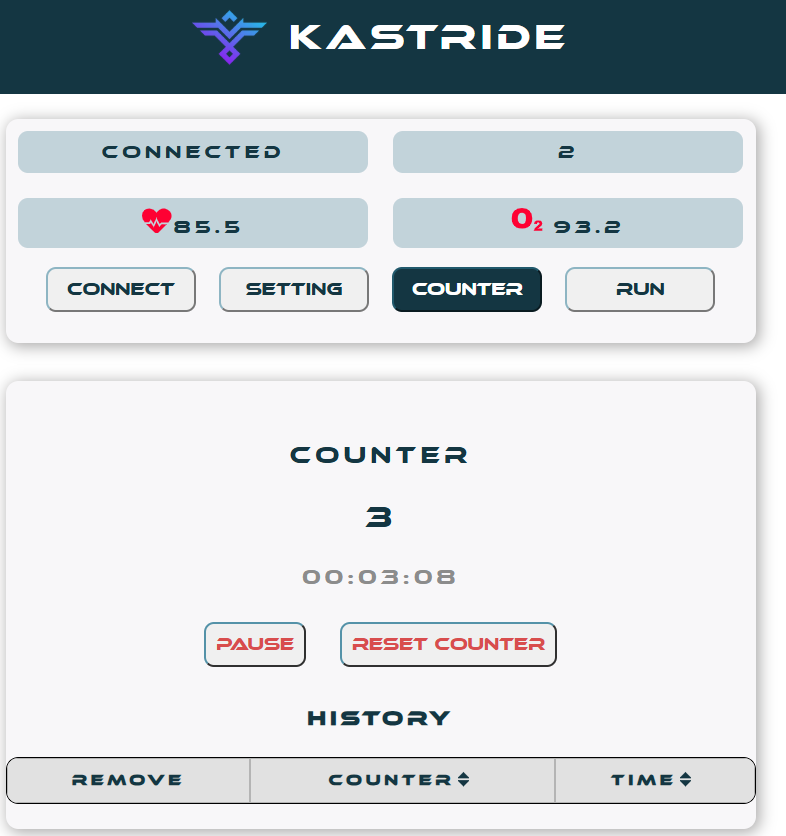 KASTRIDE
CONNECTED
2
85.5
O2 93.2
CONNECT SETTING COUNTER RUN
COUNTER
3
00:03:08
PAUSE RESET COUNTER
HISTORY
REMOVE COUNTER TIME